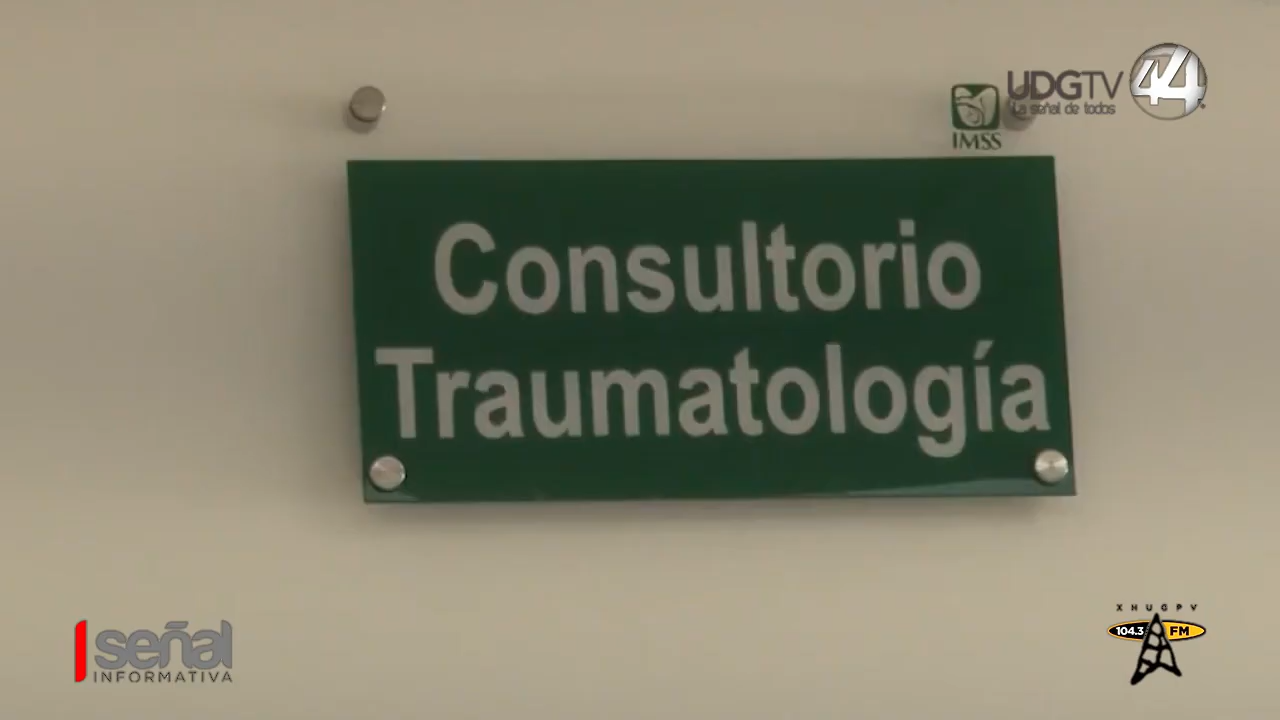 UDGTV 44
La señal de todos
IMSS
Consultorio
Traumatología
señal
INFORMATIVA
XHUGPV
104.3 FM